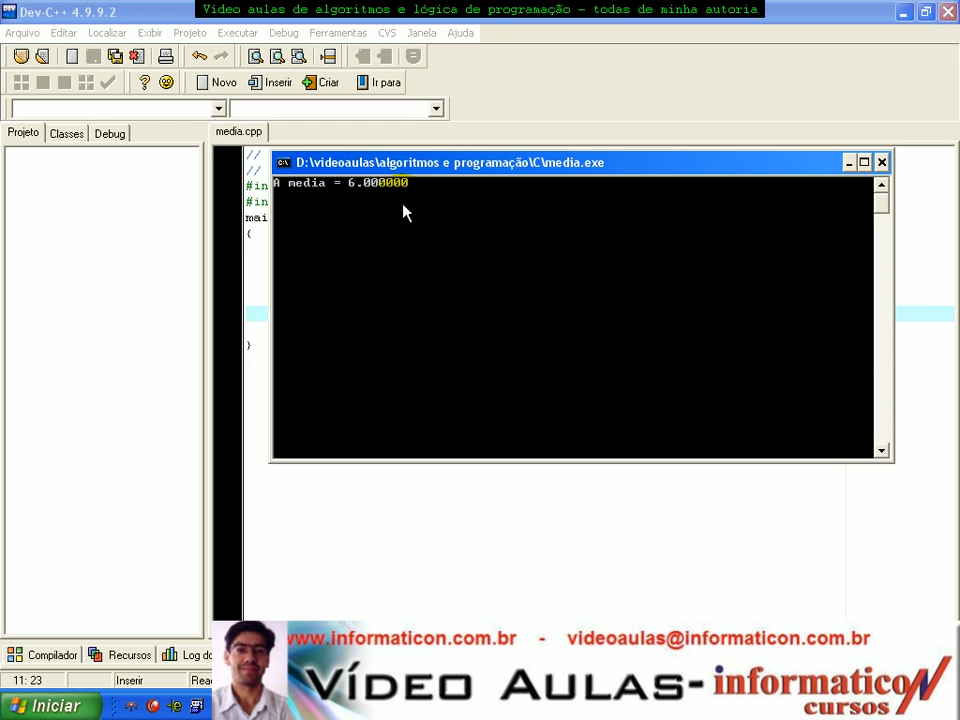 Dev-C++ 4.9.9.2
Vídeo aulas de algoritmos e lógica de programação - todas de minha autoria
Arquivo Editar Localizar Exibir Projeto Executar Debug Ferramentas CVS Janela Ajuda
Novo Inserir Criar Ir para
Projeto Classes Debug
media.cpp
//
//
#in
#in
mai
{
}
D:\videoaulas\algoritmos e programação\C\media.exe
A media = 6.000000
Compilador Recursos Log do
11: 23 Inserir Rea
Iniciar
www.informaticon.com.br - videoaulas@informaticon.com.br
Vídeo Aulas-informaticon
cursos